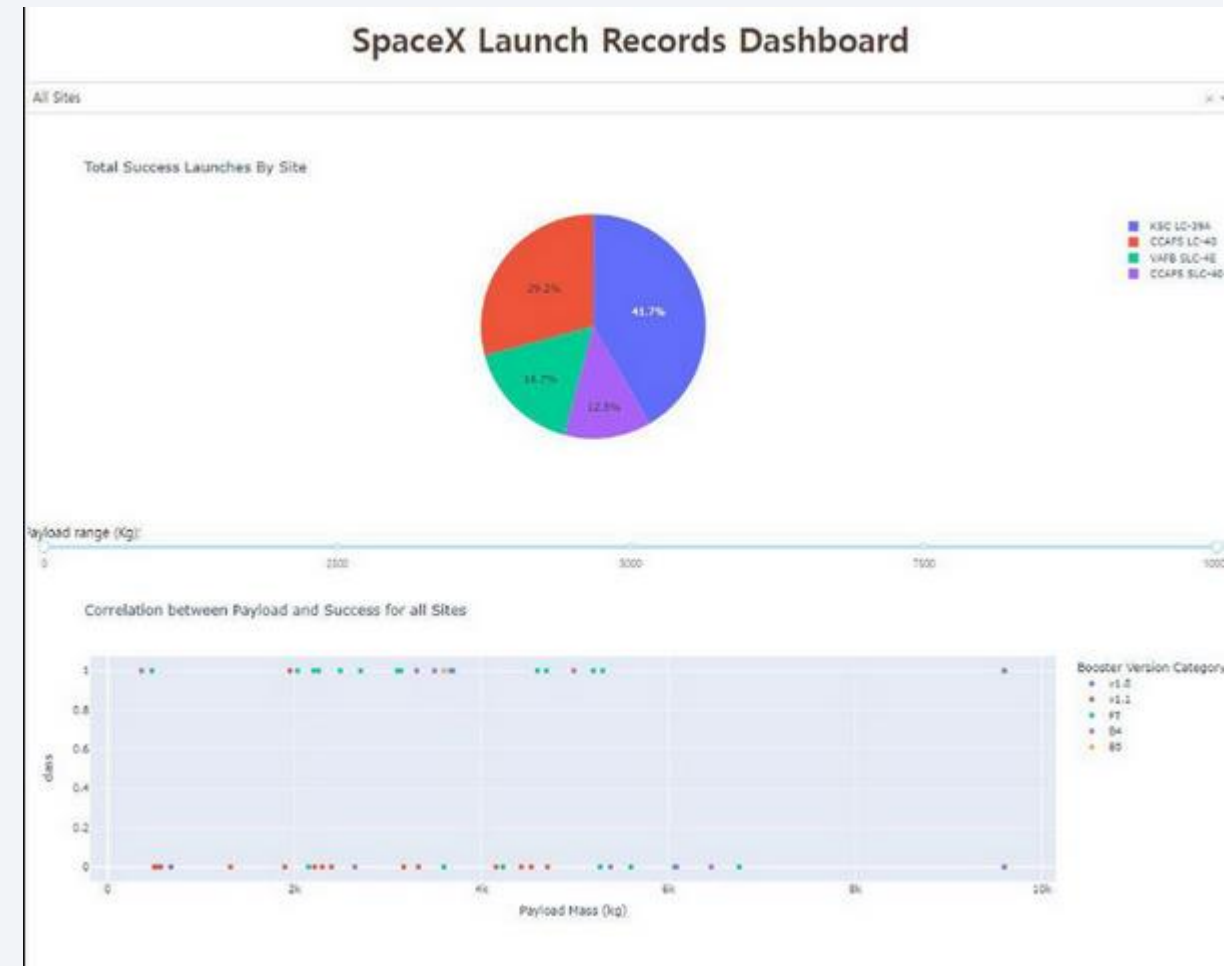 SpaceX Launch Records Dashboard
All Sites
Total Success Launches By Site
KSC LC-39A
CCAFS LC-40
VAFB SLC-4E
CCAFS SLC-40
29.2%
41.7%
16.7%
12.5%
ayload range (Kg):
0 2500 5000 7500 1000
Correlation between Payload and Success for all Sites
Booster Version Category
v1.0
v1.1
FT
B4
B5
1
0.8
0.6
0.4
0.2
0
class
0 2k 4k 6k 8k 10k
Payload Mass (kg)